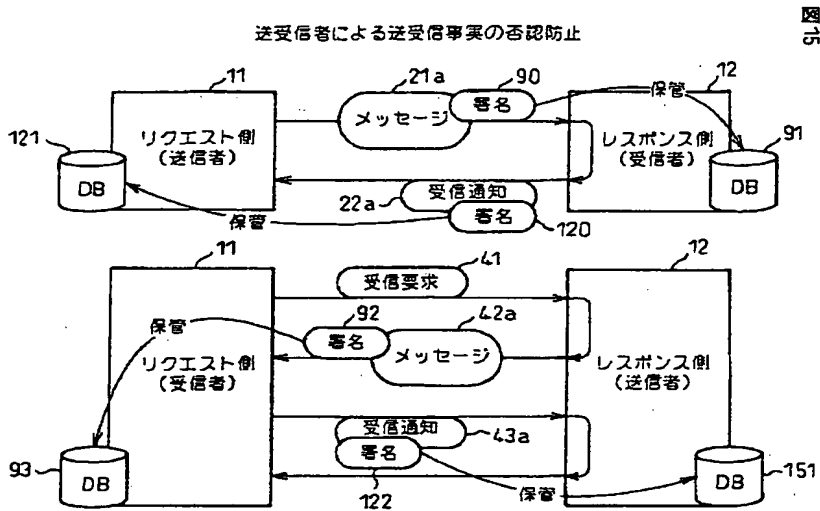 図15
送受信者による送受信事実の否認防止
11
21a
90
12
メッセージ
署名
保管
121
リクエスト側
(送信者)
レスポンス側
(受信者)
91
DB
DB
受信通知
22a
署名
保管
120
11
41
12
受信要求
92
42a
保管
署名
メッセージ
リクエスト側
(受信者)
レスポンス側
(送信者)
受信通知
43a
署名
93
122
保管
151
DB
DB